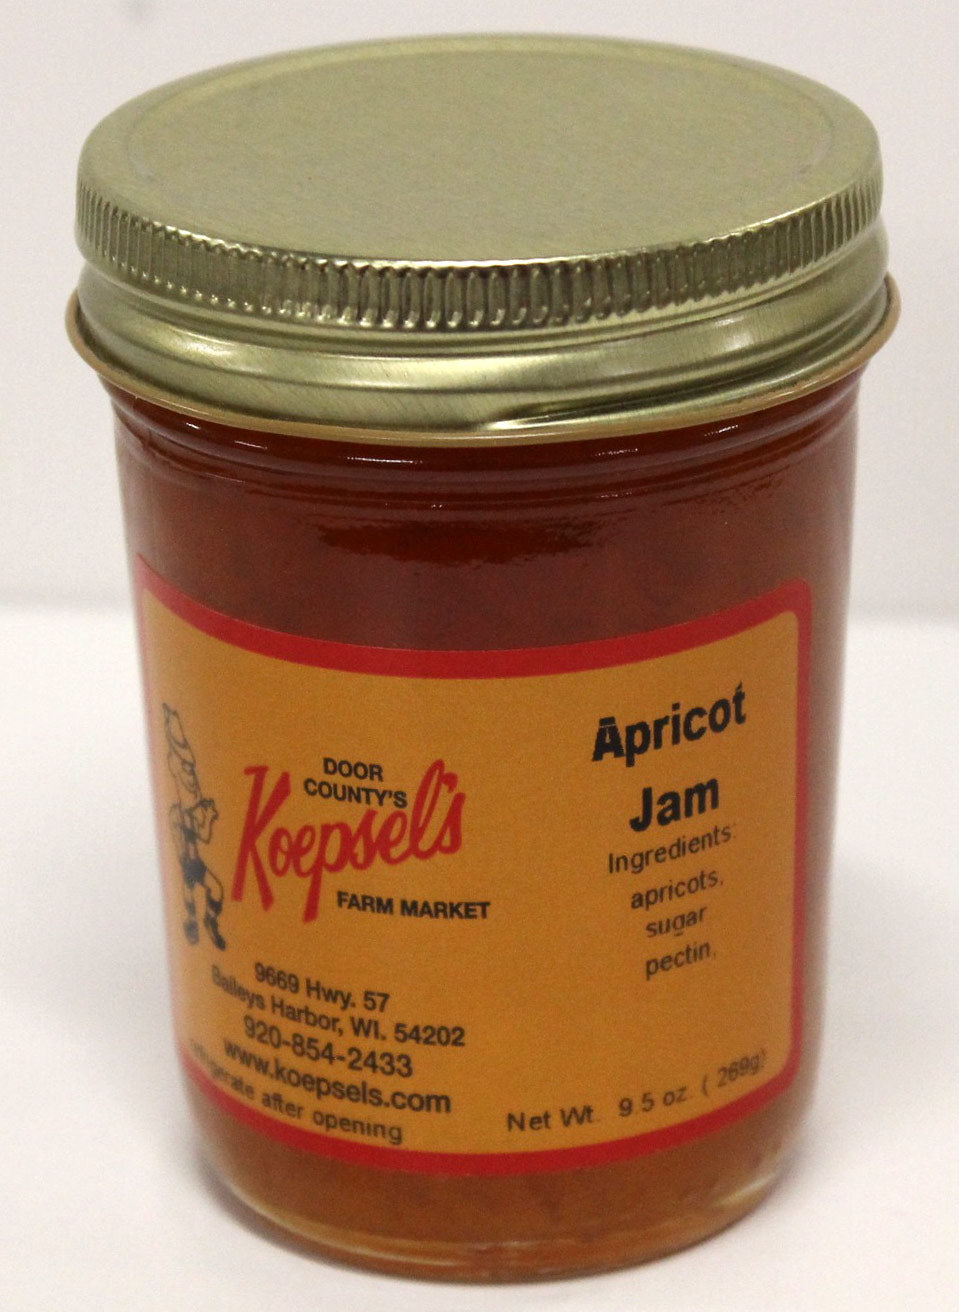 DOOR
COUNTY'S
Koepsel's
FARM MARKET
9669 Hwy. 57
Baileys Harbor, WI. 54202
920-854-2433
www.koepsels.com
refrigerate after opening
Apricot
Jam
Ingredients:
apricots,
sugar
pectin.
Net Wt. 9.5 oz. ( 269g)